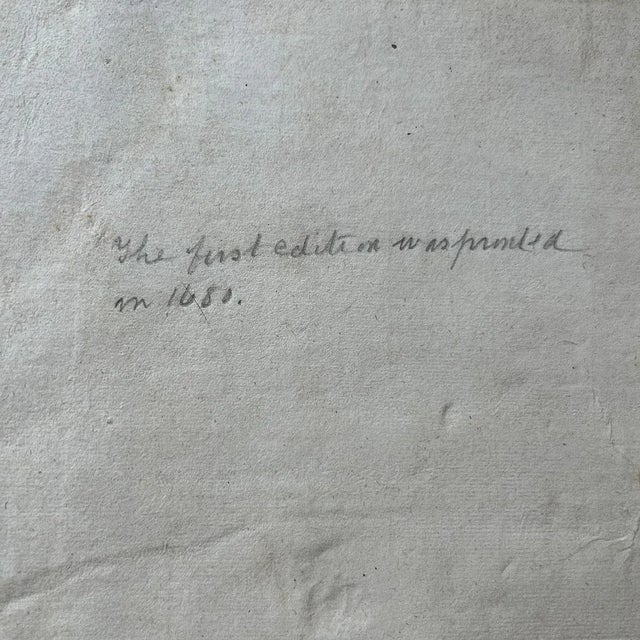 The first edition was printed
in 1680.